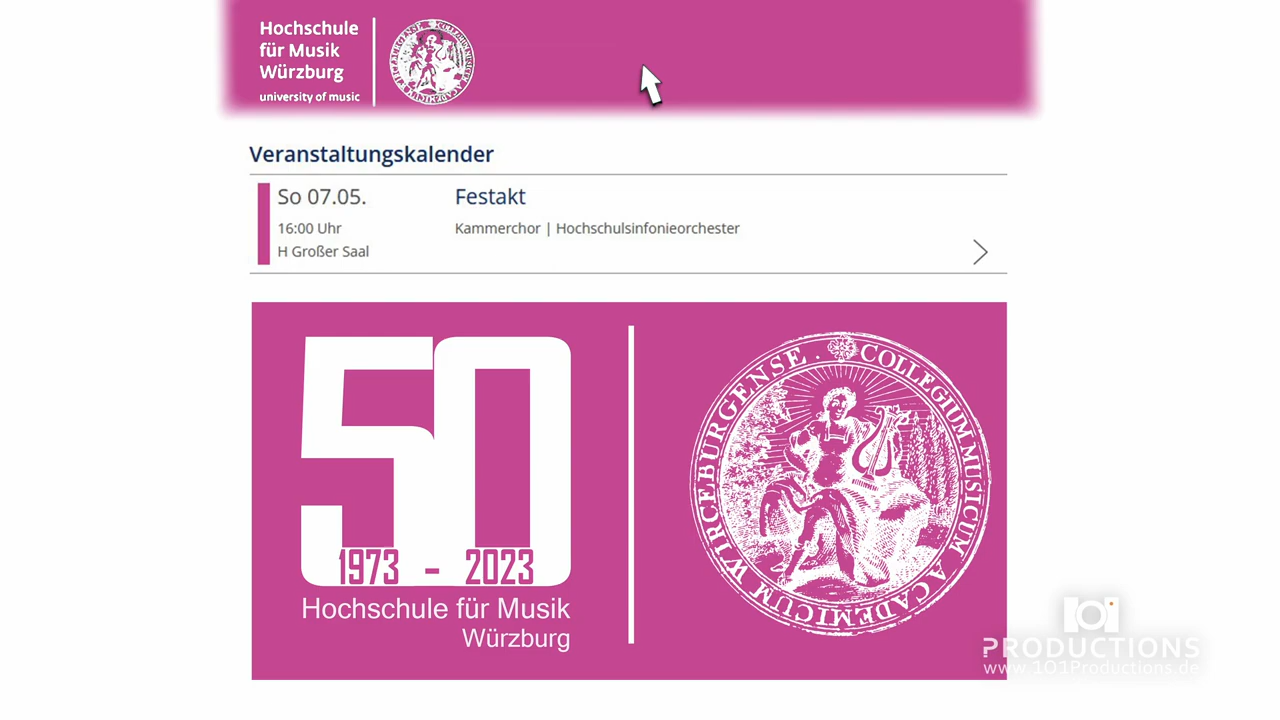 Hochschule
für Musik
Würzburg
university of music
Veranstaltungskalender
So 07.05.
Festakt
16:00 Uhr
Kammerchor | Hochschulsinfonieorchester
H Großer Saal
50
1973 - 2023
Hochschule für Musik
Würzburg
COLLEGIUM MUSICUM ACADEMICUM WIRCEBURGENSE .
101
PRODUCTIONS
www.101Productions.de